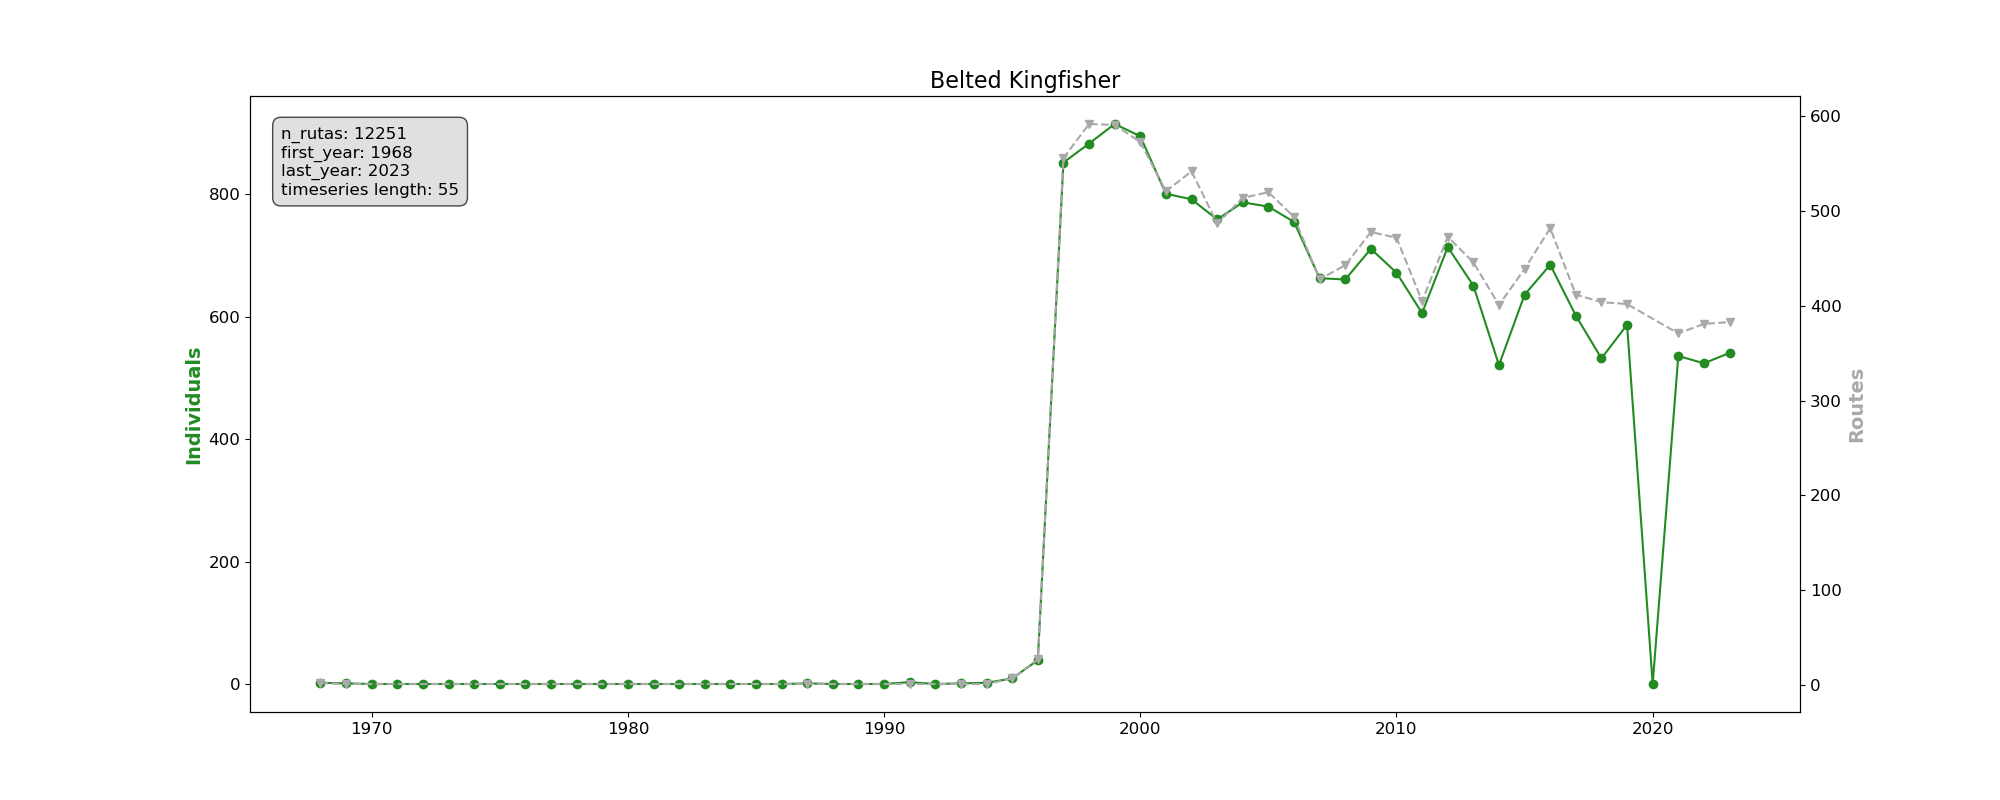 Belted Kingfisher
n_rutas: 12251
first_year: 1968
last_year: 2023
timeseries length: 55
Individuals
800
600
400
200
0
1970
1980
1990
2000
2010
2020
600
500
400
300
200
100
0
Routes